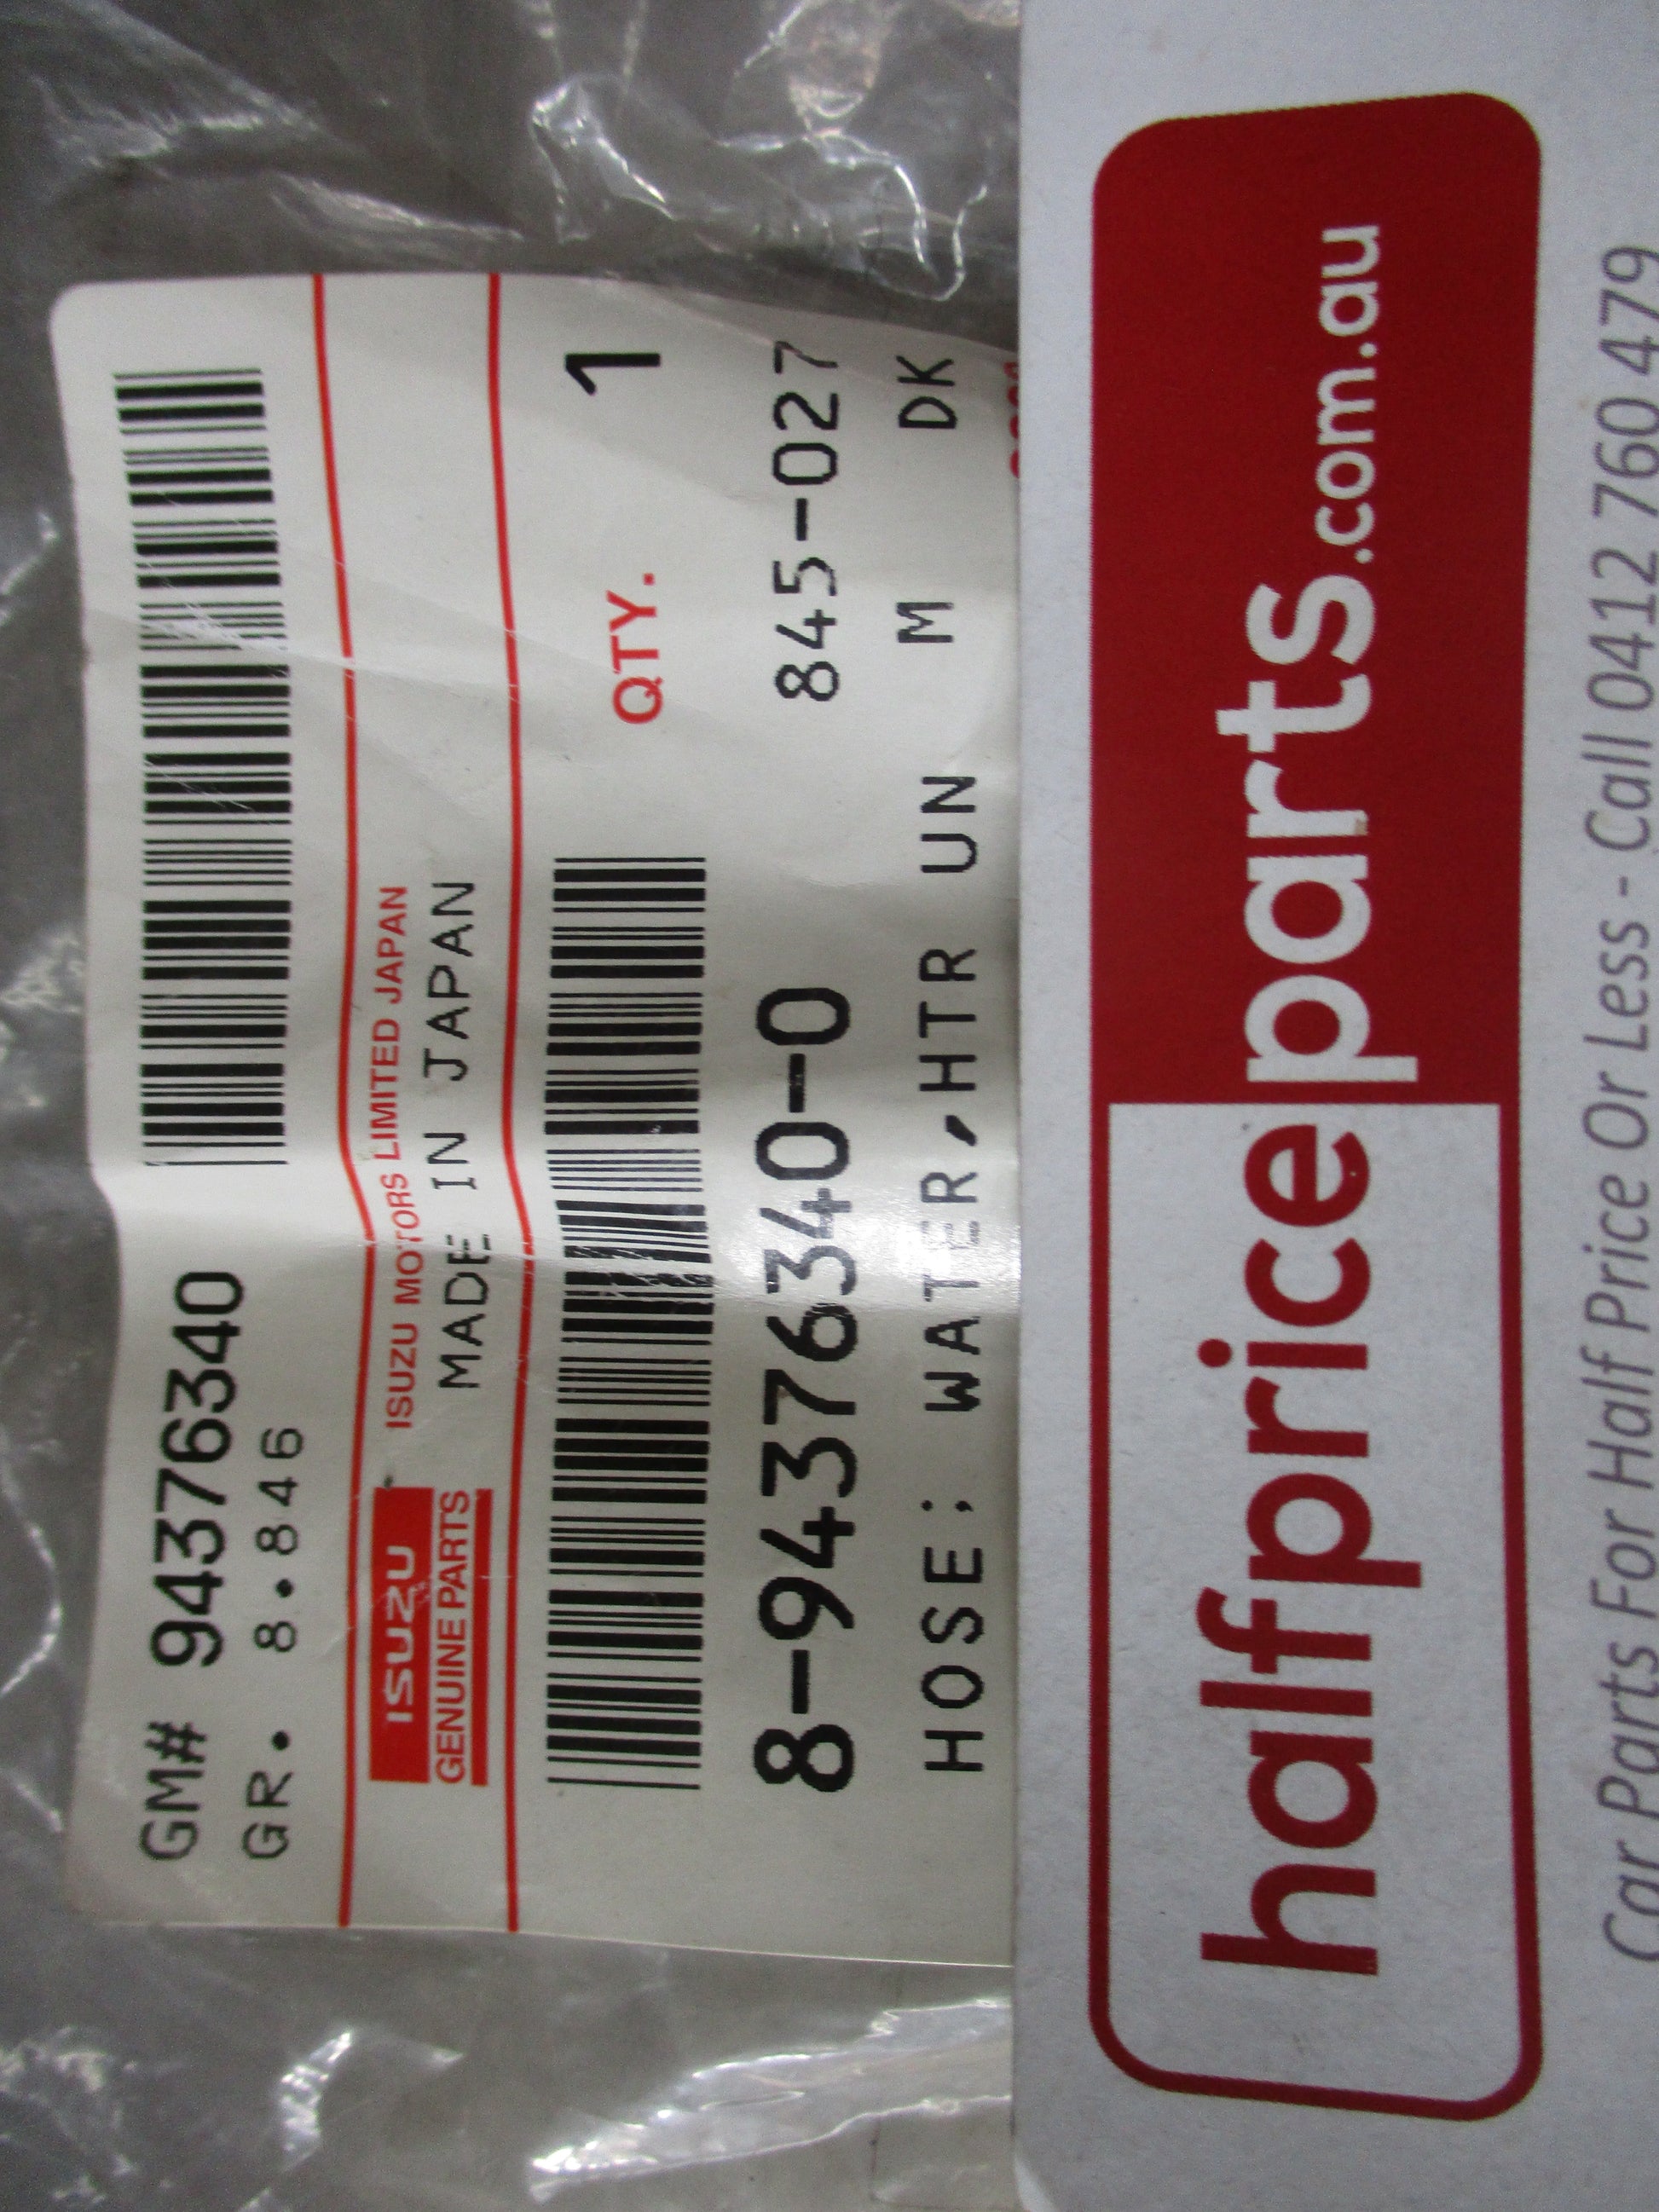 GM# 94376340
GR. 8.846
ISUZU
GENUINE PARTS
ISUZU MOTORS LIMITED JAPAN
MADE IN JAPAN
QTY. 1
8-94376340-0 845-027
HOSE; WATER,HTR UN M DK
halfpriceparts.com.au
Car Parts For Half Price Or Less - Call 0412 760 479